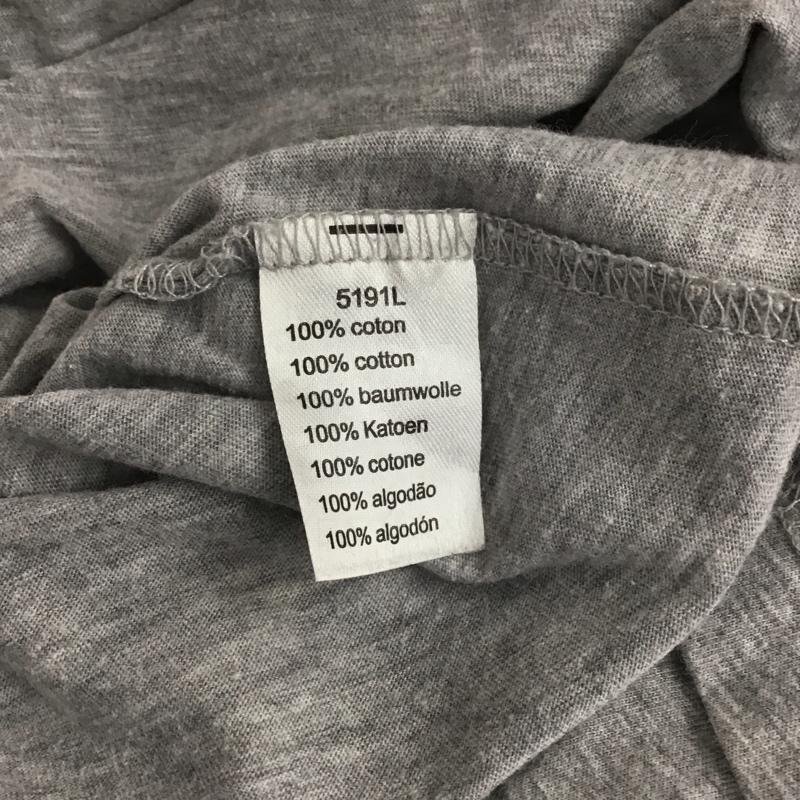 5191L
100% coton
100% cotton
100% baumwolle
100% Katoen
100% cotone
100% algodão
100% algodón